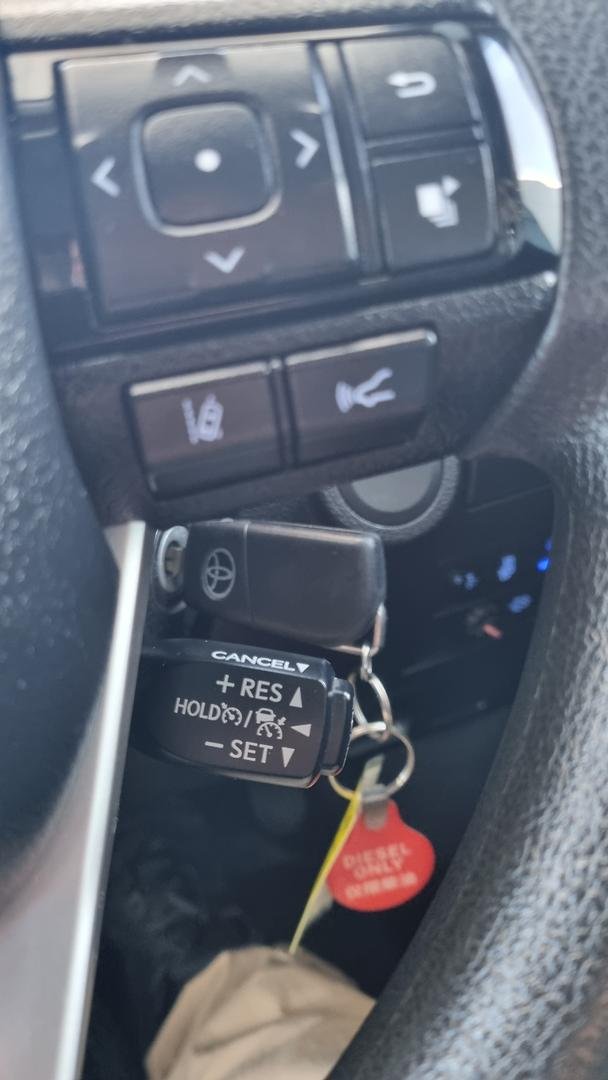 CANCEL▼
+ RES ▲
HOLD / ◀
− SET ▼
DIESEL
ONLY